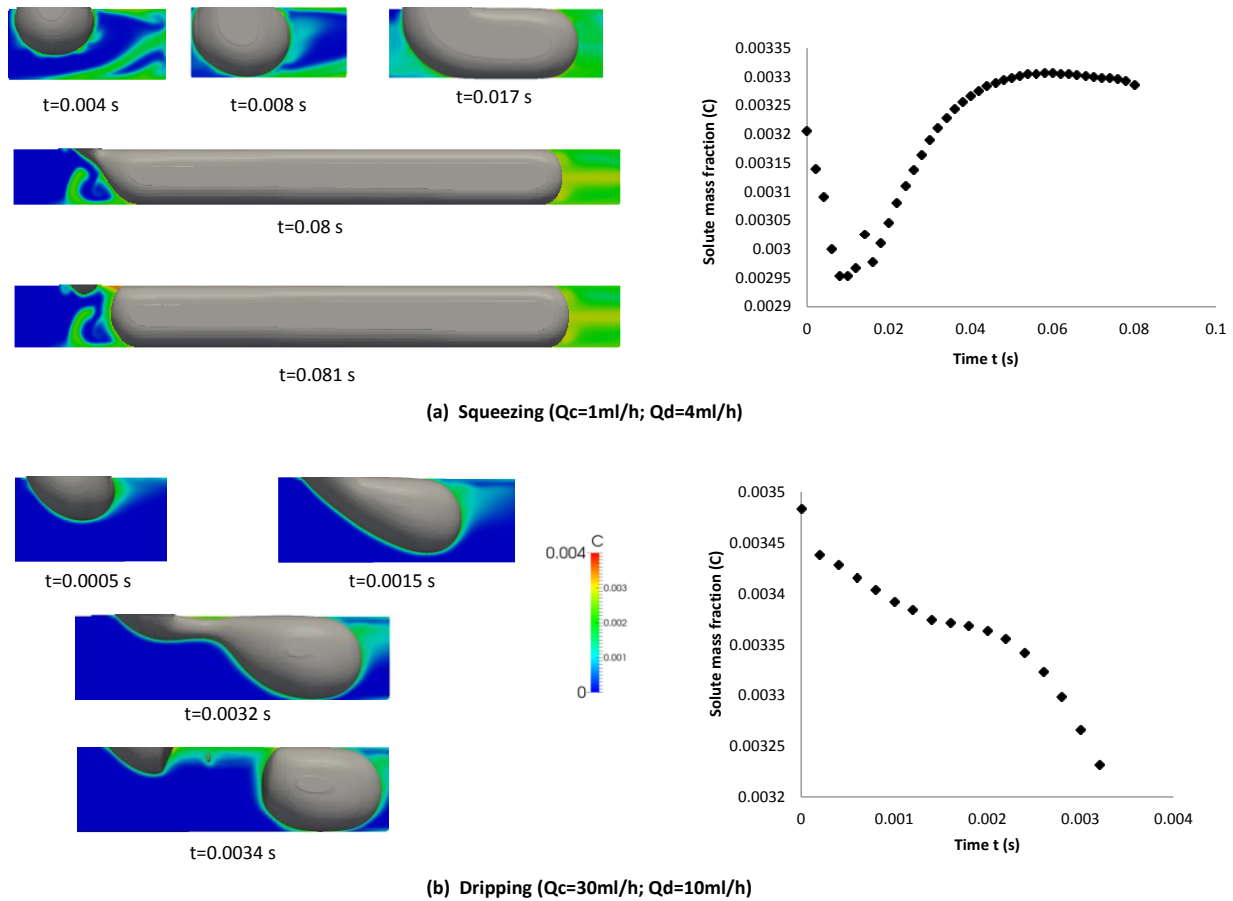 t=0.004 s
t=0.008 s
t=0.017 s
t=0.08 s
t=0.081 s
Solute mass fraction (C)
0.00335
0.0033
0.00325
0.0032
0.00315
0.0031
0.00305
0.003
0.00295
0.0029
0 0.02 0.04 0.06 0.08 0.1
Time t (s)
(a) Squeezing (Qc=1ml/h; Qd=4ml/h)
t=0.0005 s
t=0.0015 s
t=0.0032 s
t=0.0034 s
C
0.004
0.003
0.002
0.001
0
Solute mass fraction (C)
0.0035
0.00345
0.0034
0.00335
0.0033
0.00325
0.0032
0 0.001 0.002 0.003 0.004
Time t (s)
(b) Dripping (Qc=30ml/h; Qd=10ml/h)